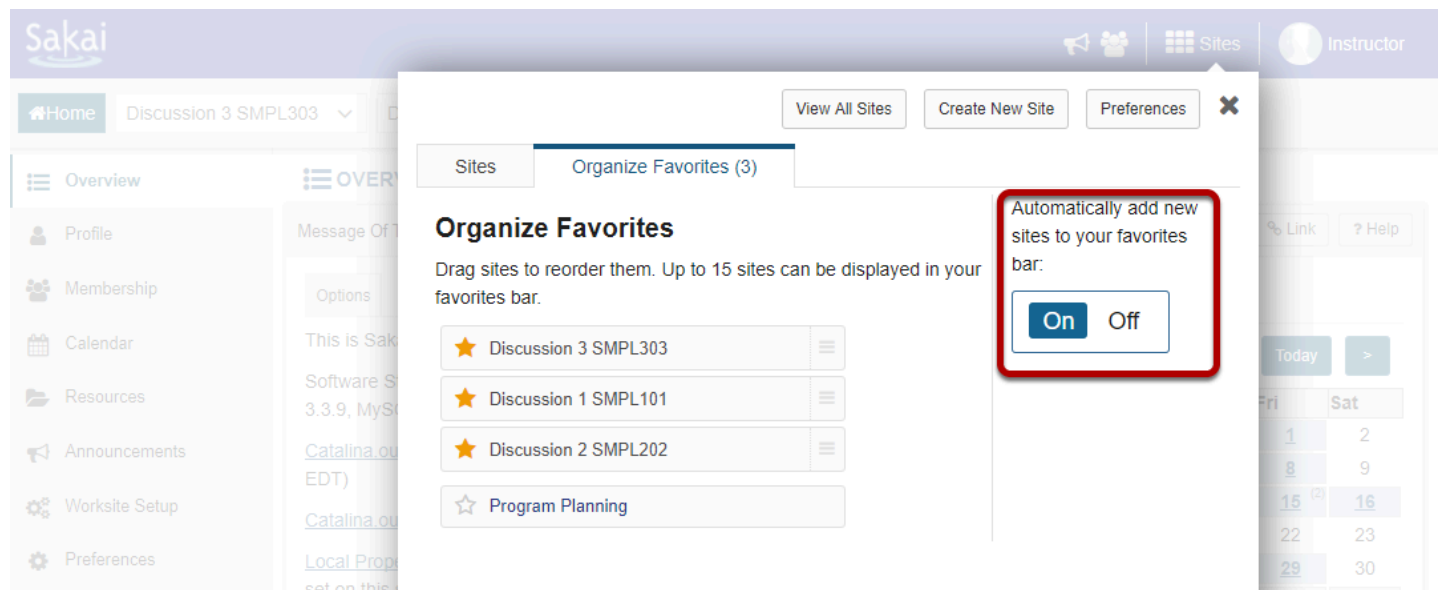 Sakai
Sites
Instructor
Home
Discussion 3 SMPL303
View All Sites
Create New Site
Preferences
Sites
Organize Favorites (3)
Overview
Profile
Membership
Calendar
Resources
Announcements
Worksite Setup
Preferences
OVER
Message Of
Options
This is Sak
Software S
3.3.9, MyS
Catalina.ou
EDT)
Catalina.ou
Local Prope
set on this
Organize Favorites
Drag sites to reorder them. Up to 15 sites can be displayed in your
favorites bar.
Discussion 3 SMPL303
Discussion 1 SMPL101
Discussion 2 SMPL202
Program Planning
Automatically add new
sites to your favorites
bar:
On Off
Link
? Help
Today >
Fri Sat
1 2
8 9
15 (2) 16
22 23
29 30